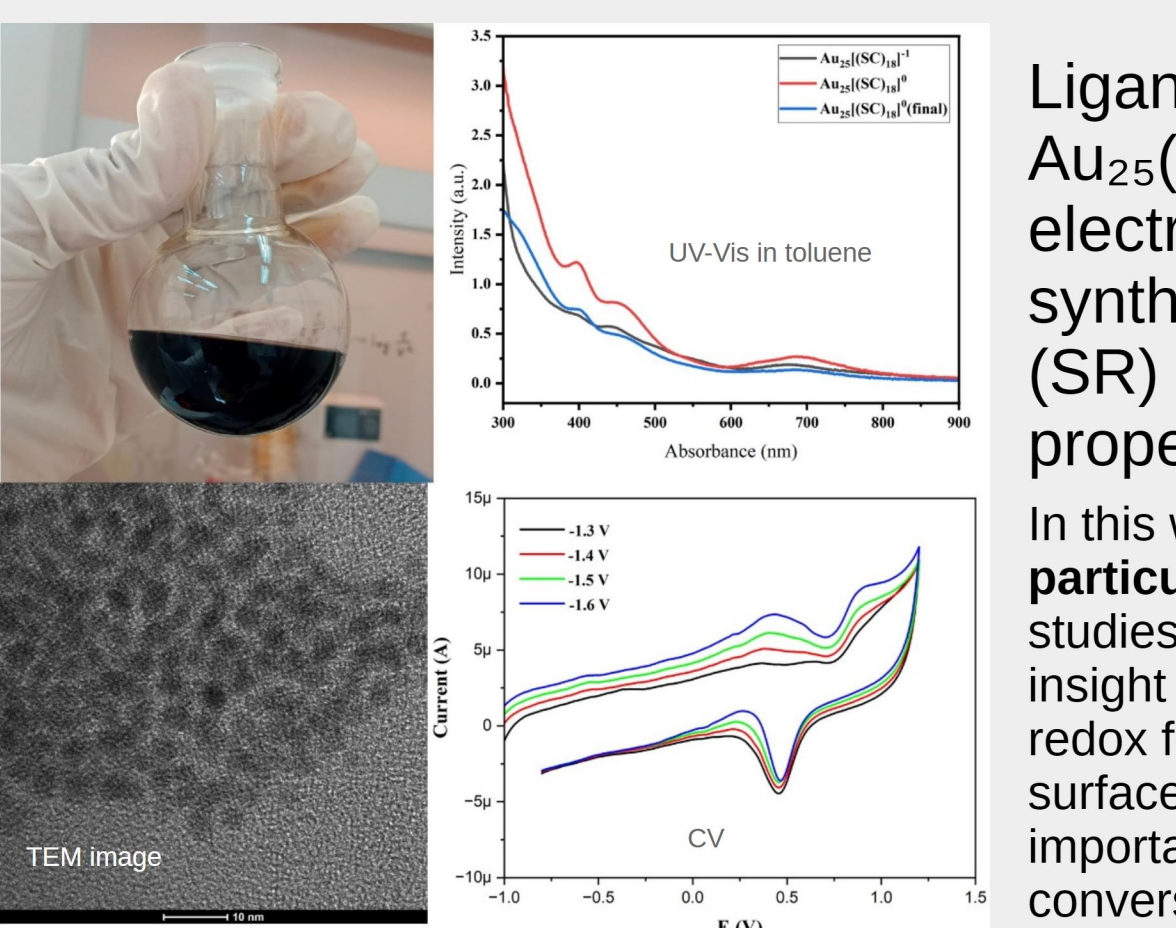 3.5
3.0
2.5
2.0
1.5
1.0
0.5
0.0
Intensity (a.u.)
Au₂₅[(SC)₁₈]⁻¹
Au₂₅[(SC)₁₈]⁰
Au₂₅[(SC)₁₈]⁰(final)
UV-Vis in toluene
300 400 500 600 700 800 900
Absorbance (nm)
TEM image
10 nm
15µ
10µ
5µ
0
−5µ
−10µ
Current (A)
-1.3 V
-1.4 V
-1.5 V
-1.6 V
CV
−1.0 −0.5 0.0 0.5 1.0 1.5
E (V)
Ligan
Au₂₅(
electr
synth
(SR)
prope
In this
particu
studies
insight
redox f
surface
importa
convers